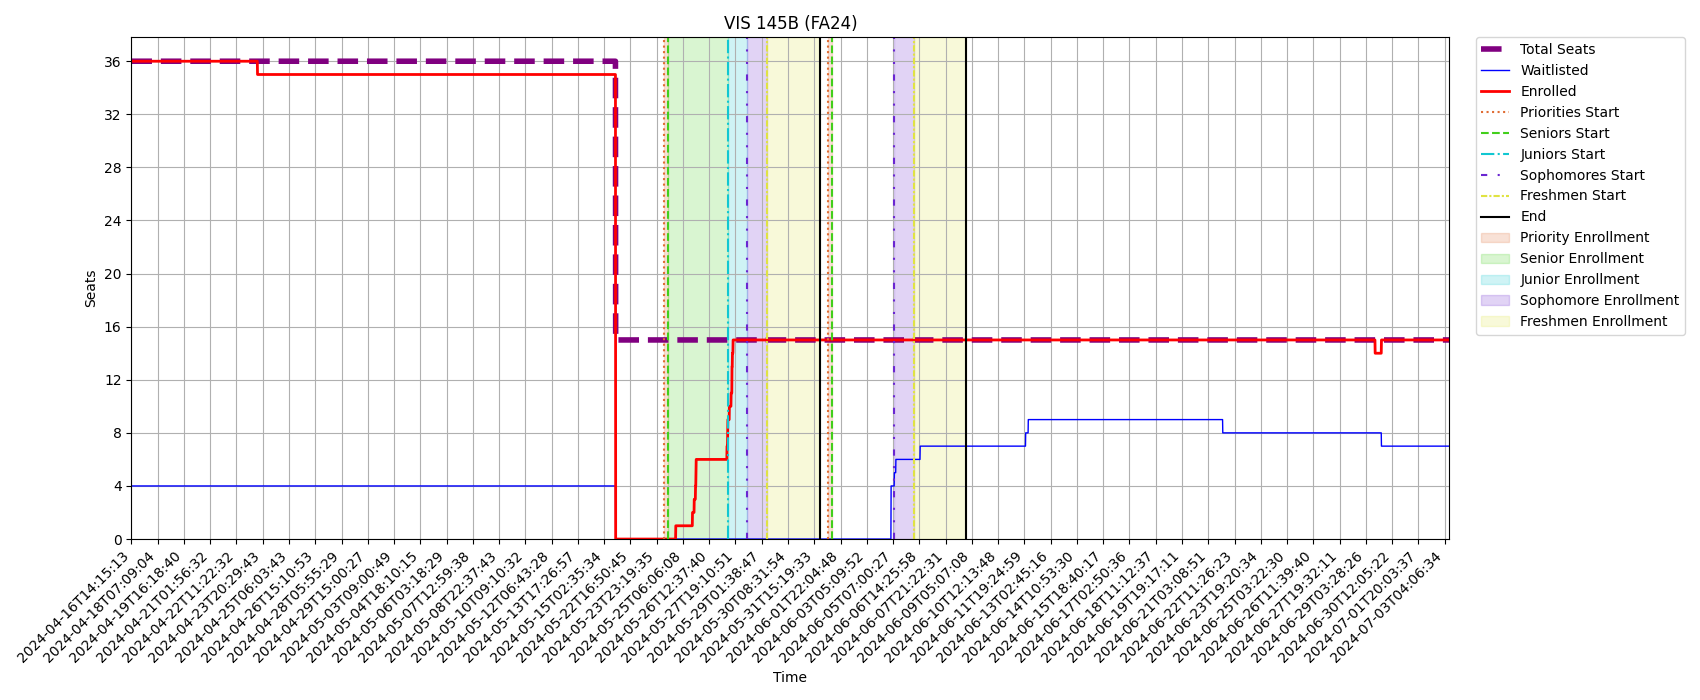 VIS 145B (FA24)
Seats
36
32
28
24
20
16
12
8
4
0
2024-04-16T14:15:13
2024-04-18T07:09:04
2024-04-19T16:18:40
2024-04-21T01:56:32
2024-04-22T11:22:32
2024-04-23T20:29:43
2024-04-25T06:03:43
2024-04-26T15:10:53
2024-04-28T05:55:29
2024-04-29T15:00:27
2024-05-03T09:00:49
2024-05-04T18:10:15
2024-05-06T03:18:29
2024-05-07T12:59:38
2024-05-08T22:37:43
2024-05-10T09:10:32
2024-05-12T06:43:28
2024-05-13T17:26:57
2024-05-15T02:35:34
2024-05-22T16:50:45
2024-05-23T23:19:35
2024-05-25T06:06:08
2024-05-26T12:37:40
2024-05-27T19:10:51
2024-05-29T01:38:47
2024-05-30T08:31:54
2024-05-31T15:19:33
2024-06-01T22:04:48
2024-06-03T05:09:52
2024-06-05T07:00:27
2024-06-06T14:25:58
2024-06-07T21:22:31
2024-06-09T05:07:08
2024-06-10T12:13:48
2024-06-11T19:24:59
2024-06-13T02:45:16
2024-06-14T10:53:30
2024-06-15T18:40:17
2024-06-17T02:50:36
2024-06-18T11:12:37
2024-06-19T19:17:11
2024-06-21T03:08:51
2024-06-22T11:26:23
2024-06-23T19:20:34
2024-06-25T03:22:30
2024-06-26T11:39:40
2024-06-27T19:32:11
2024-06-29T03:28:26
2024-06-30T12:05:22
2024-07-01T20:03:37
2024-07-03T04:06:34
Time
Total Seats
Waitlisted
Enrolled
Priorities Start
Seniors Start
Juniors Start
Sophomores Start
Freshmen Start
End
Priority Enrollment
Senior Enrollment
Junior Enrollment
Sophomore Enrollment
Freshmen Enrollment